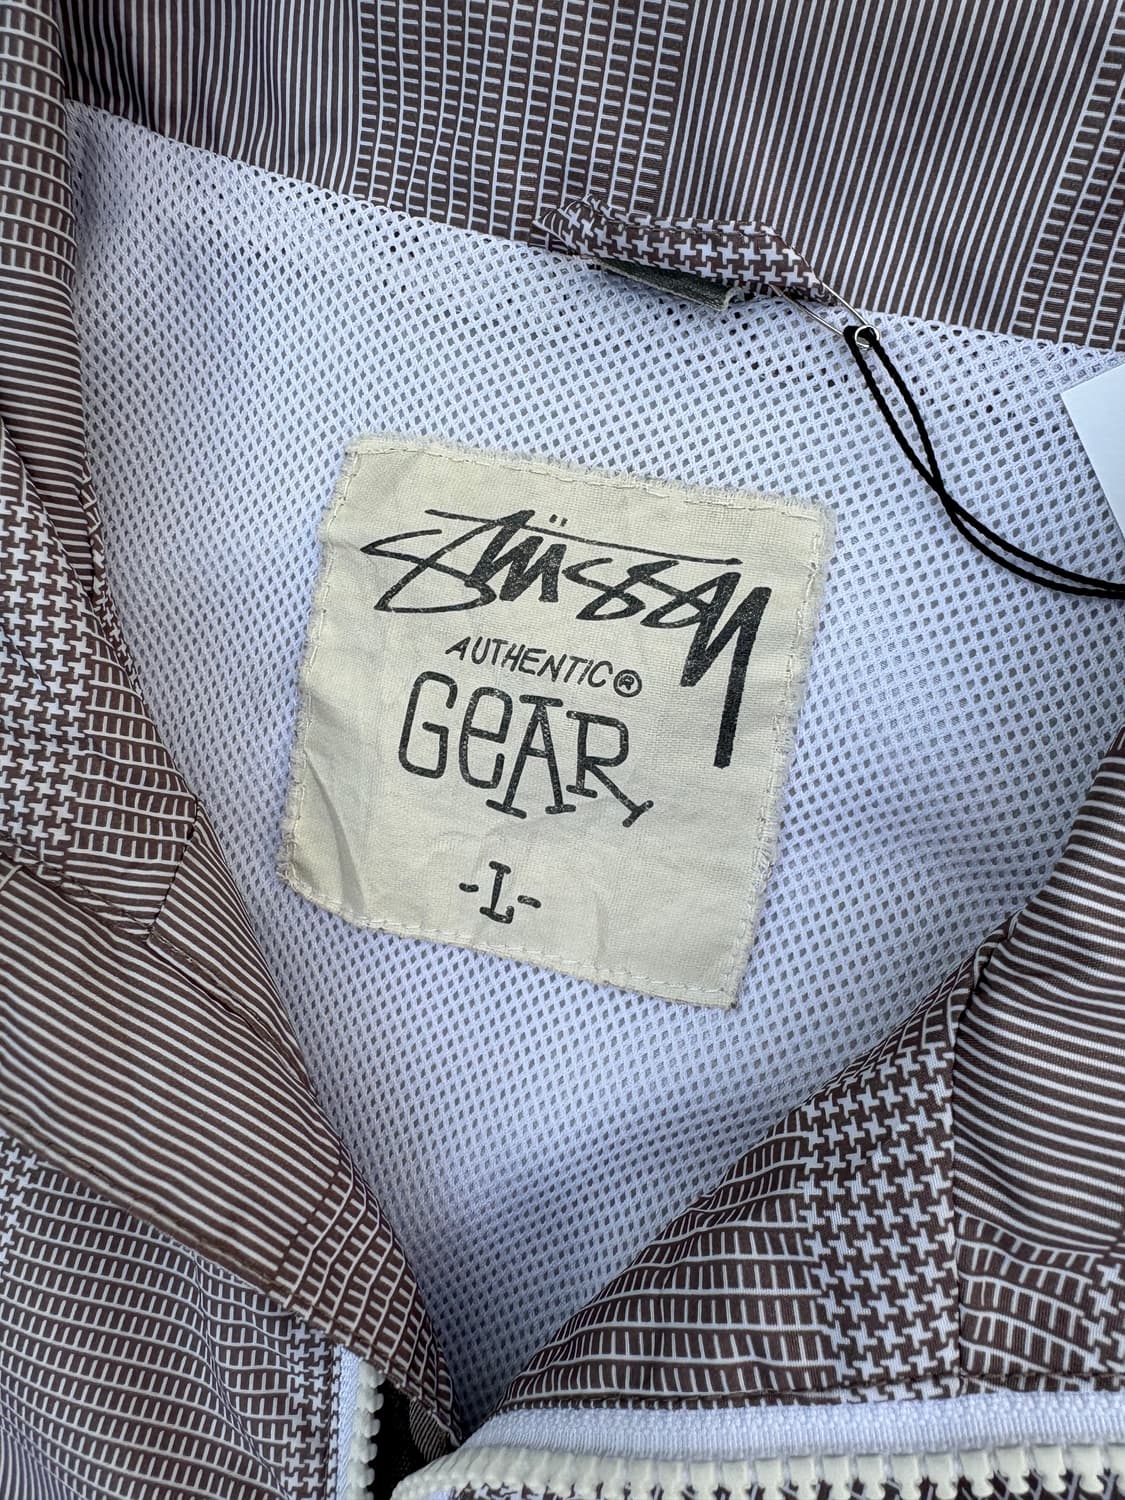 Stüssy
AUTHENTIC®
GeAR
-L-